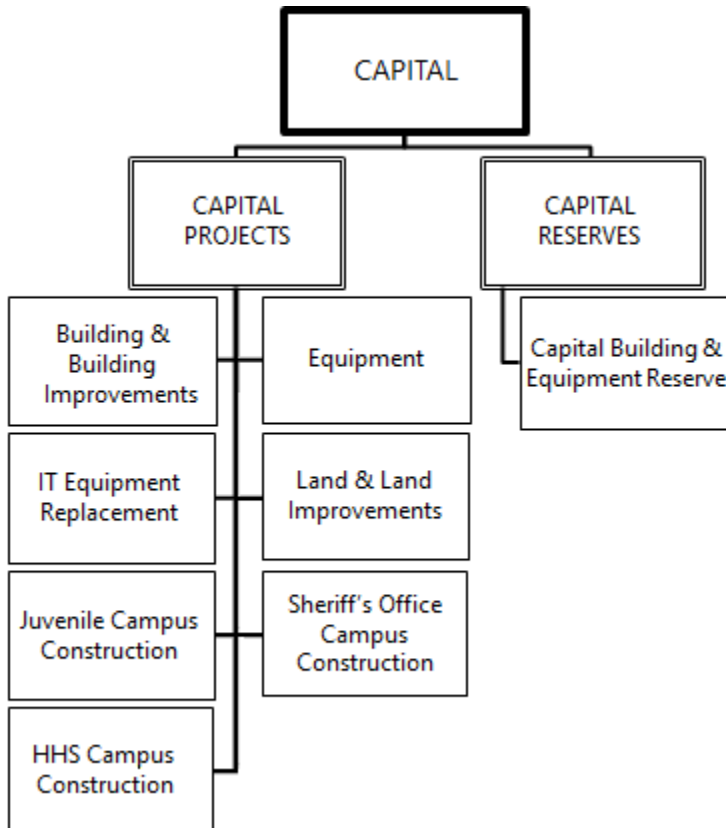 CAPITAL
CAPITAL
PROJECTS
CAPITAL
RESERVES
Building &
Building
Improvements
Equipment
Capital Building &
Equipment Reserve
IT Equipment
Replacement
Land & Land
Improvements
Juvenile Campus
Construction
Sheriff's Office
Campus
Construction
HHS Campus
Construction